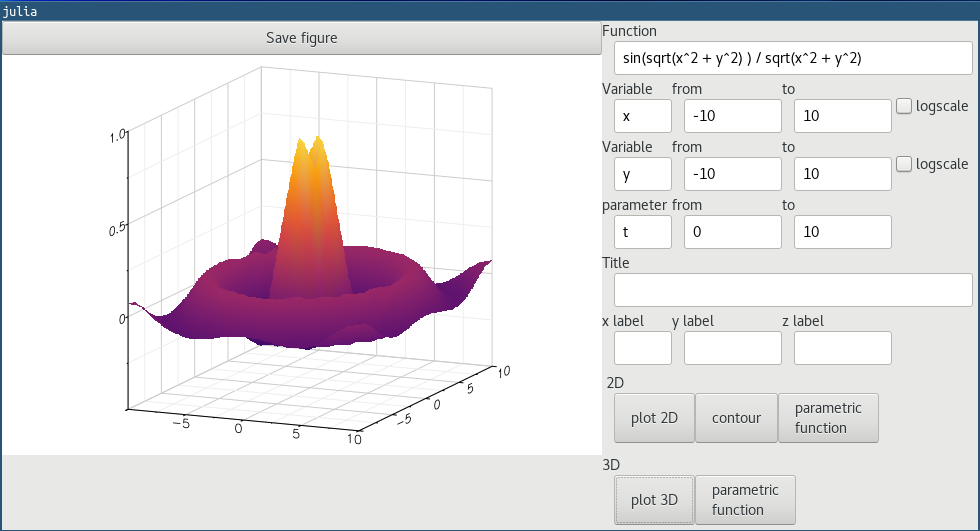 julia
Save figure
1.0
0.5
0
−5
0
5
10
−5
0
5
10
Function
sin(sqrt(x^2 + y^2) ) / sqrt(x^2 + y^2)
Variable from to
x -10 10 logscale
Variable from to
y -10 10 logscale
parameter from to
t 0 10
Title
x label y label z label
2D
plot 2D contour parametric
function
3D
plot 3D parametric
function